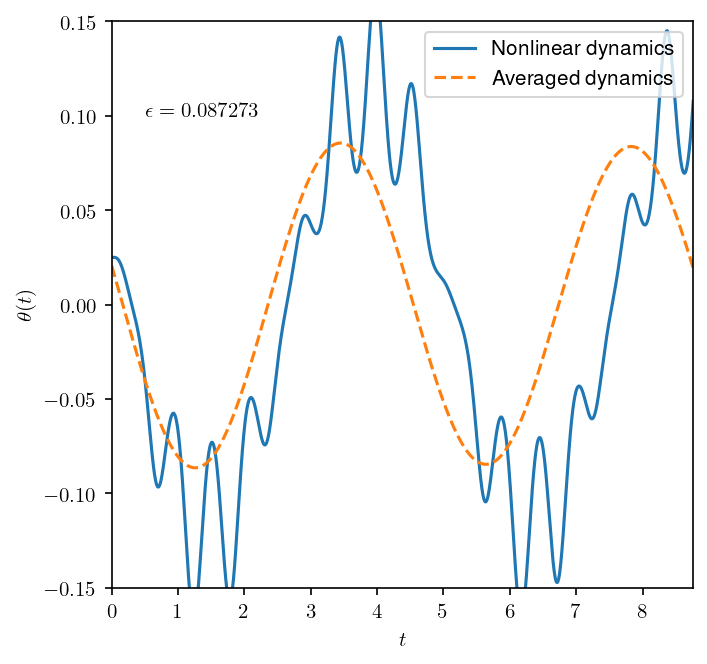 Nonlinear dynamics
Averaged dynamics
ϵ = 0.087273
0.15
0.10
0.05
0.00
−0.05
−0.10
−0.15
θ(t)
0 1 2 3 4 5 6 7 8
t